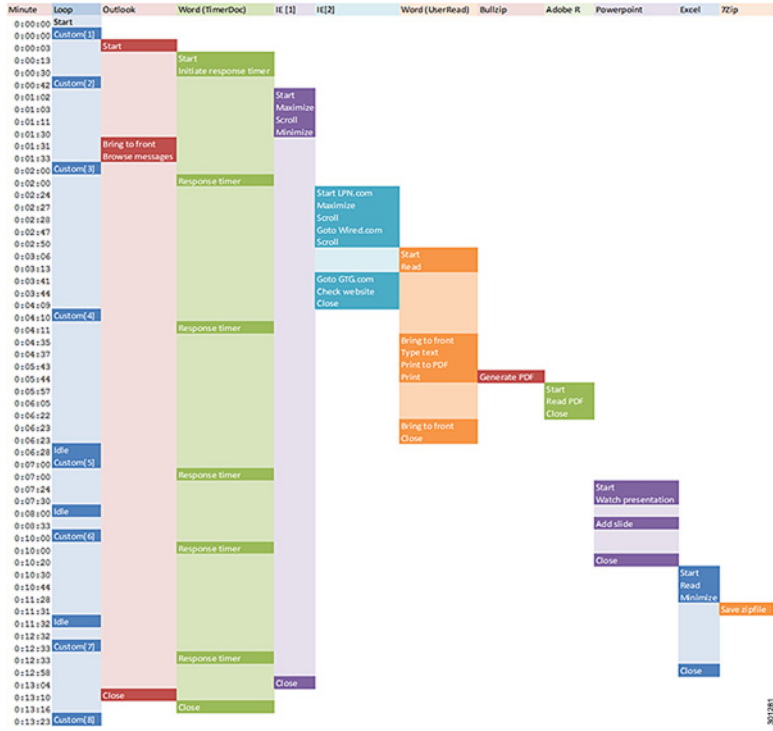 Minute Loop Outlook Word (TimerDoc) IE [1] IE[2] Word (UserRead) Bullzip Adobe R Powerpoint Excel 7Zip
0:00:00 Start
0:00:00 Custom[1]
0:00:03 Start
0:00:13 Start
0:00:30 Initiate response timer
0:00:42 Custom[2]
0:01:02 Start
0:01:03 Maximize
0:01:11 Scroll
0:01:30 Minimize
0:01:31 Bring to front
0:01:33 Browse messages
0:02:00 Custom[3]
0:02:00 Response timer
0:02:24 Start LPN.com
0:02:27 Maximize
0:02:28 Scroll
0:02:47 Goto Wired.com
0:02:50 Scroll
0:03:06 Start
0:03:13 Read
0:03:41 Goto GTG.com
0:03:44 Check website
0:04:09 Close
0:04:10 Custom[4]
0:04:11 Response timer
0:04:35 Bring to front
0:04:37 Type text
0:05:43 Print to PDF
0:05:44 Print Generate PDF
0:05:57 Start
0:06:05 Read PDF
0:06:22 Close
0:06:23 Bring to front
0:06:23 Close
0:06:28 Idle
0:07:00 Custom[5]
0:07:00 Response timer
0:07:24 Start
0:07:30 Watch presentation
0:08:00 Idle
0:08:33 Add slide
0:10:00 Custom[6]
0:10:00 Response timer
0:10:20 Close
0:10:30 Start
0:10:44 Read
0:11:28 Minimize
0:11:31 Save zipfile
0:11:32 Idle
0:12:32
0:12:33 Custom[7]
0:12:33 Response timer
0:12:58 Close
0:13:04 Close
0:13:10 Close
0:13:16 Close
0:13:23 Custom[8]
301281